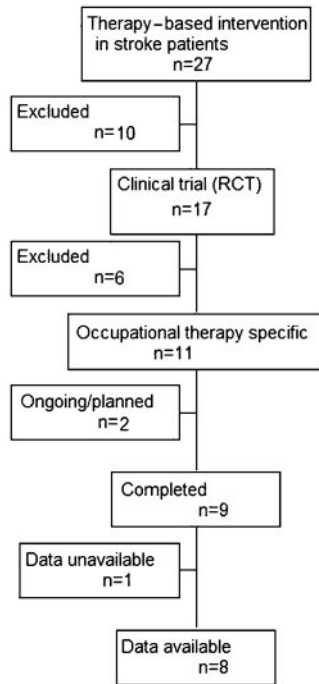 Therapy-based intervention
in stroke patients
n=27
Excluded
n=10
Clinical trial (RCT)
n=17
Excluded
n=6
Occupational therapy specific
n=11
Ongoing/planned
n=2
Completed
n=9
Data unavailable
n=1
Data available
n=8